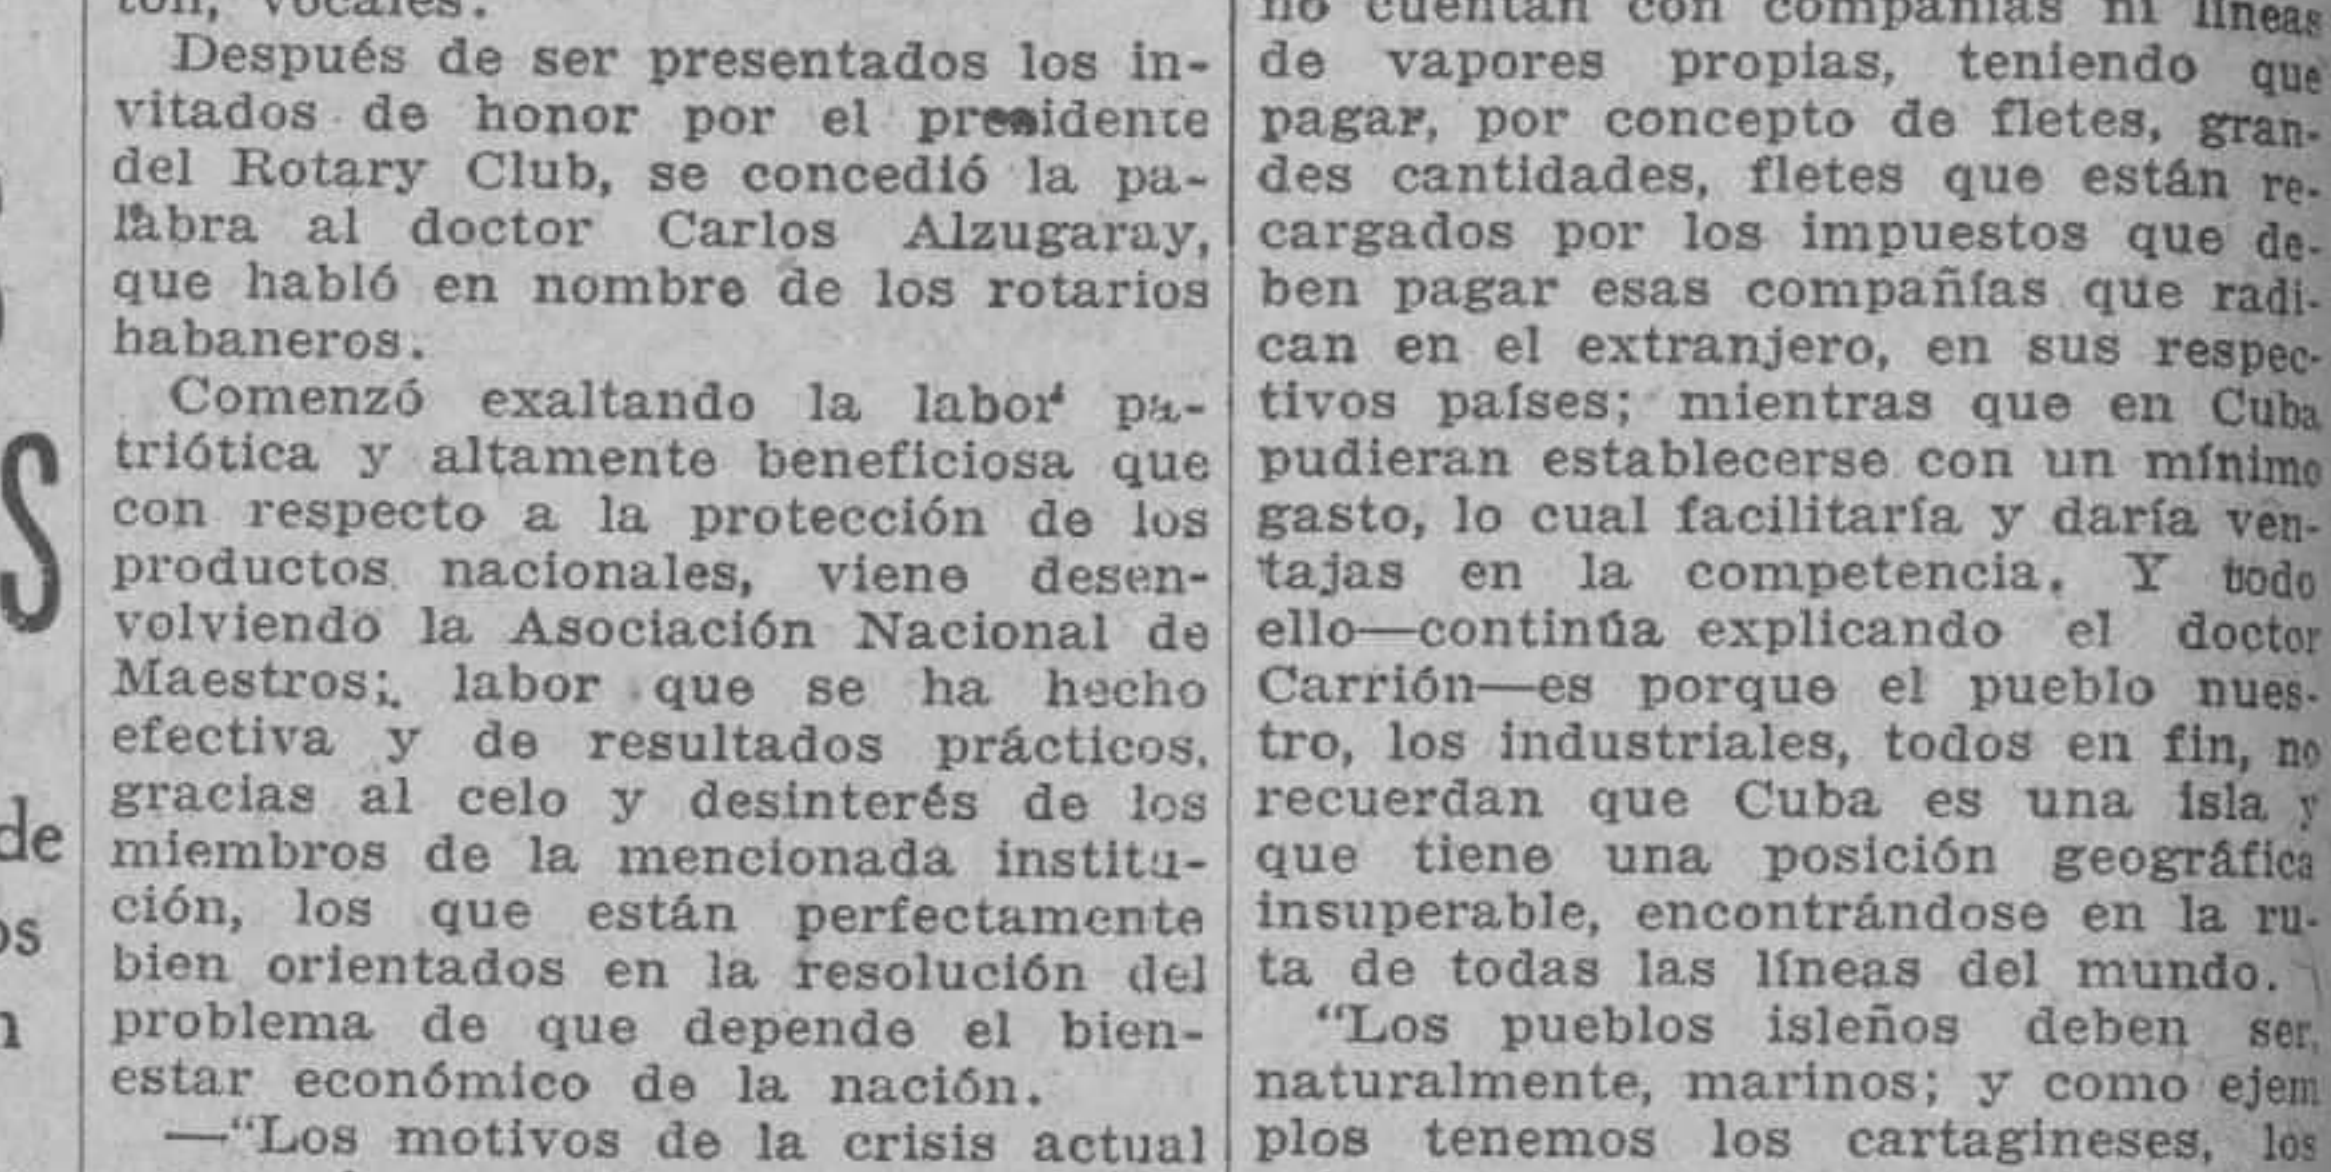 vocales.
Después de ser presentados los in-
vitados de honor por el presidente
del Rotary Club, se concedió la pa-
labra al doctor Carlos Alzugaray,
que habló en nombre de los rotarios
habaneros.
Comenzó exaltando la labor pa-
triótica y altamente beneficiosa que
con respecto a la protección de los
productos nacionales, viene desen-
volviendo la Asociación Nacional de
Maestros; labor que se ha hecho
efectiva y de resultados prácticos,
gracias al celo y desinterés de los
miembros de la mencionada institu-
ción, los que están perfectamente
bien orientados en la resolución del
problema de que depende el bien-
estar económico de la nación.
—"Los motivos de la crisis actual
no cuentan con compañías ni líneas
de vapores propias, teniendo que
pagar, por concepto de fletes, gran-
des cantidades, fletes que están re-
cargados por los impuestos que de-
ben pagar esas compañías que radi-
can en el extranjero, en sus respec-
tivos países; mientras que en Cuba
pudieran establecerse con un mínimo
gasto, lo cual facilitaría y daría ven-
tajas en la competencia. Y todo
ello—continúa explicando el doctor
Carrión—es porque el pueblo nues-
tro, los industriales, todos en fin, no
recuerdan que Cuba es una isla y
que tiene una posición geográfica
insuperable, encontrándose en la ru-
ta de todas las líneas del mundo.
"Los pueblos isleños deben ser,
naturalmente, marinos; y como ejem
plos tenemos los cartagineses, los